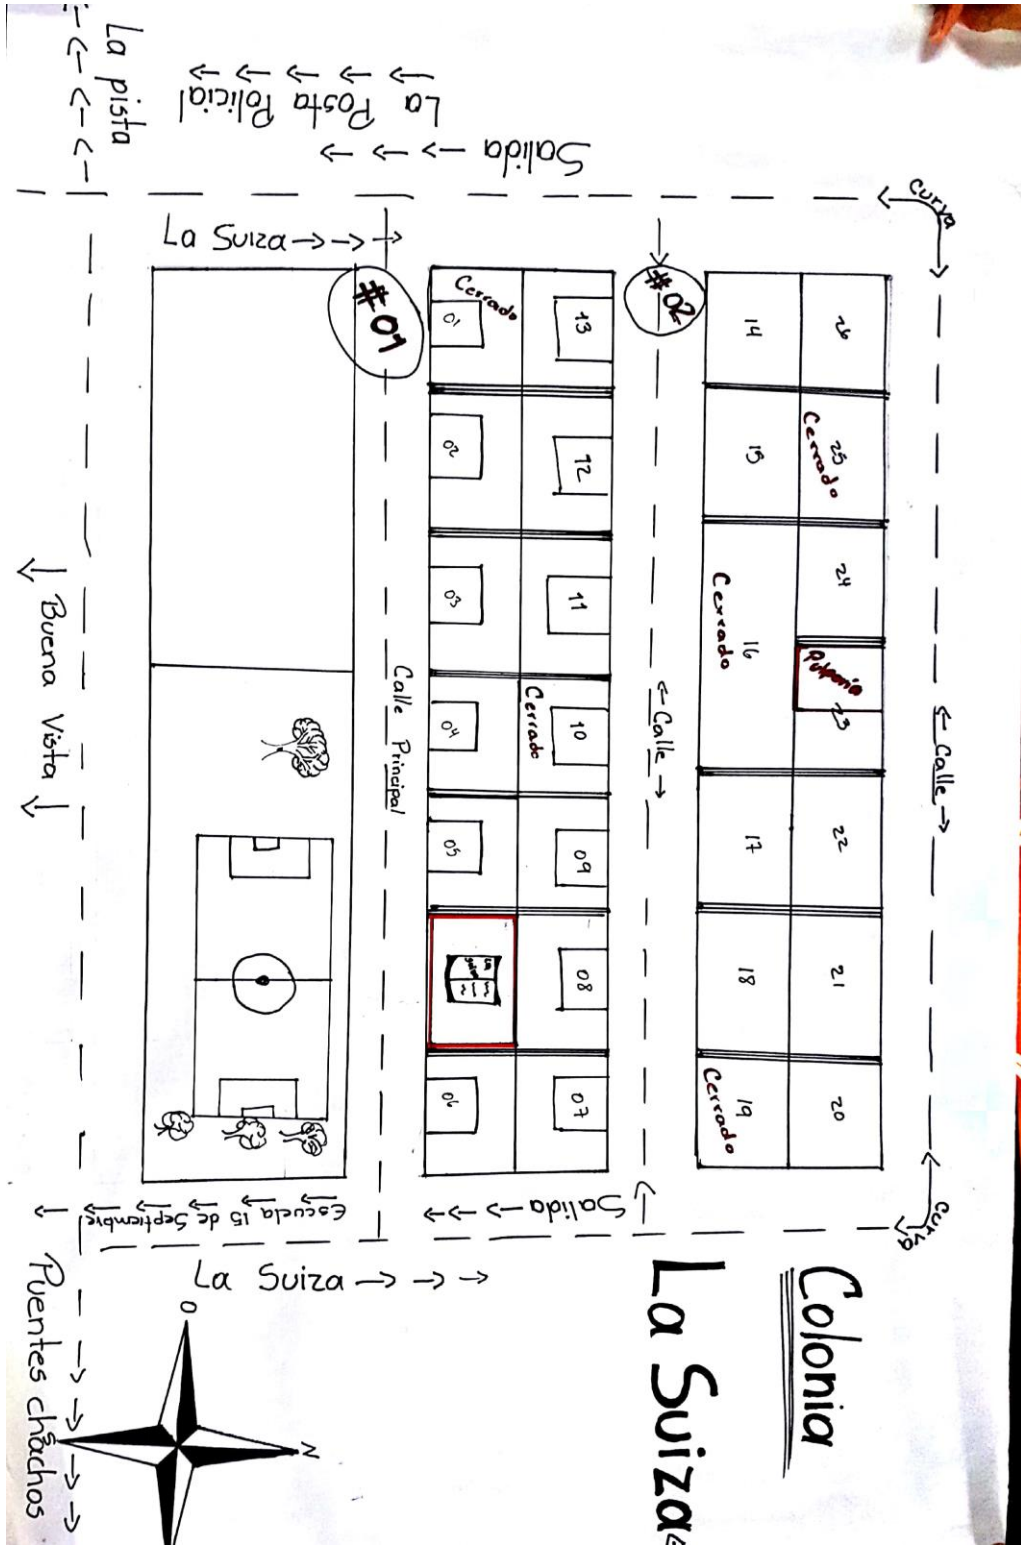 Colonia
La Suiza
La pista
La Posta Policial
Salida
Curva
La Suiza
#01
#02
Calle Principal
Calle
Calle
Buena Vista
Cerrado
01
02
03
04
05
06
13
12
11
Cerrado
10
09
08
07
14
15
16
Cerrado
17
18
19
Cerrado
26
25
Cerrado
24
Pulperia
23
22
21
20
Salida
Curva
Escuela 15 de Septiembre
La Suiza
Puentes chachos
O
N
S